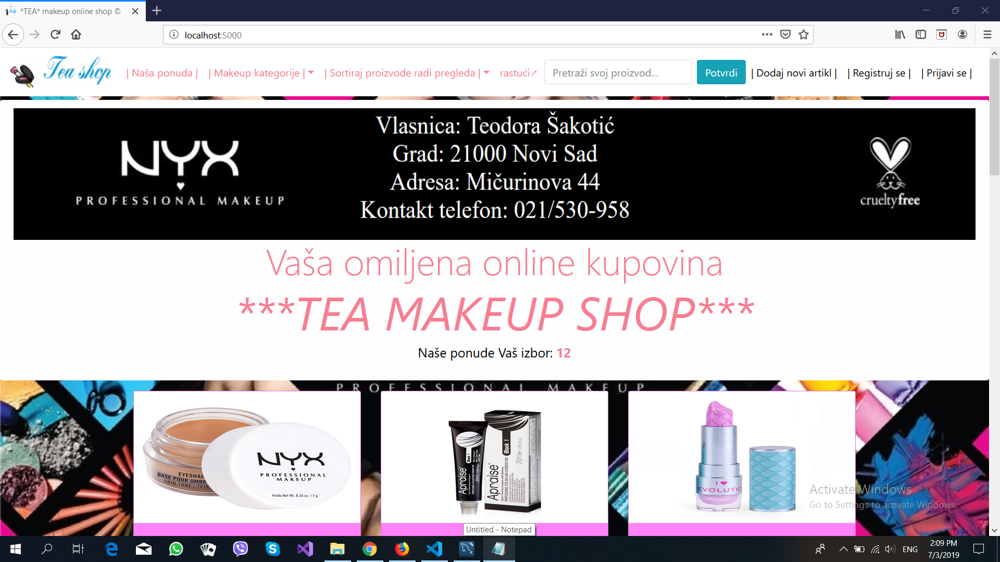 *TEA* makeup online shop ©
localhost:5000
Tea shop
| Naša ponuda |
| Makeup kategorije |
| Sortiraj proizvode radi pregleda |
rastući↗
Pretraži svoj proizvod...
Potvrdi
| Dodaj novi artikl |
| Registruj se |
| Prijavi se |
NYX
PROFESSIONAL MAKEUP
Vlasnica: Teodora Šakotić
Grad: 21000 Novi Sad
Adresa: Mičurinova 44
Kontakt telefon: 021/530-958
crueltyfree
Vaša omiljena online kupovina
***TEA MAKEUP SHOP***
Naše ponude Vaš izbor: 12
PROFESSIONAL MAKEUP
EYESHAD
BASE POUR OMBR
SKIN TONE / TEIN
NYX
PROFESSIONAL
MAKEUP
Poids Net Wt. 0.25 oz. / 7 g
Apraise
Black 1
20ml
Apraise
Black 1
20ml
I ♥
REVOLUTIO
Activate Windows
Go to Settings to activate Windows.
Untitled - Notepad
ENG
2:09 PM
7/3/2019